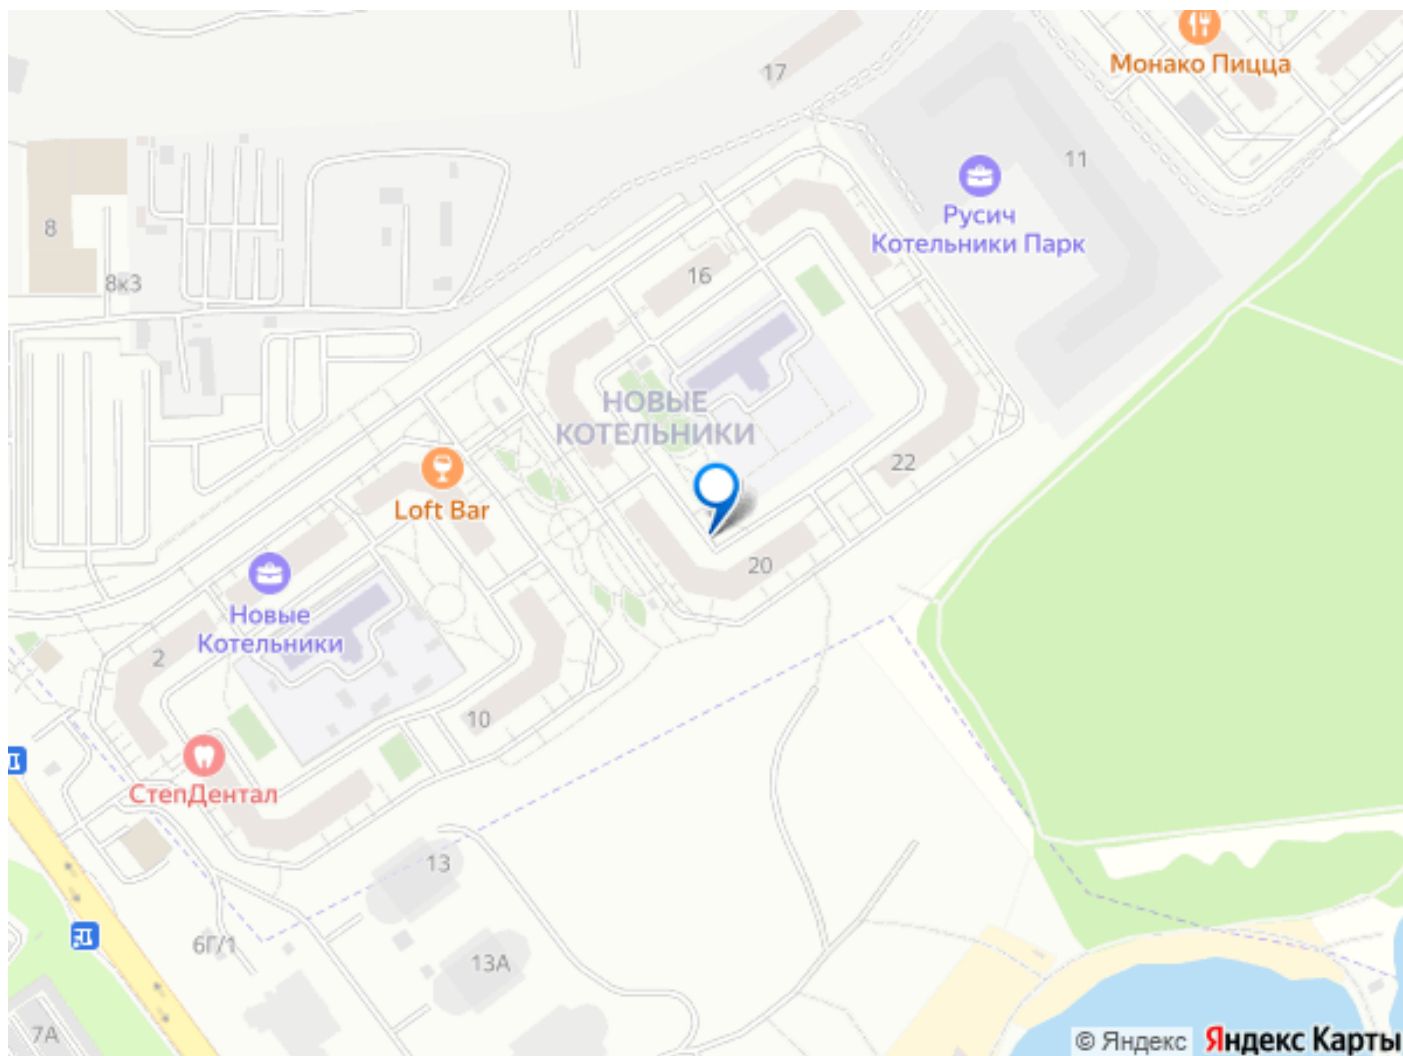 Монако Пицца
17
11
Русич
Котельники Парк
8
8к3
16
НОВЫЕ
КОТЕЛЬНИКИ
22
Loft Bar
20
Новые
Котельники
2
10
СтепДентал
13
6Г/1
13А
7А
© Яндекс Яндекс Карты